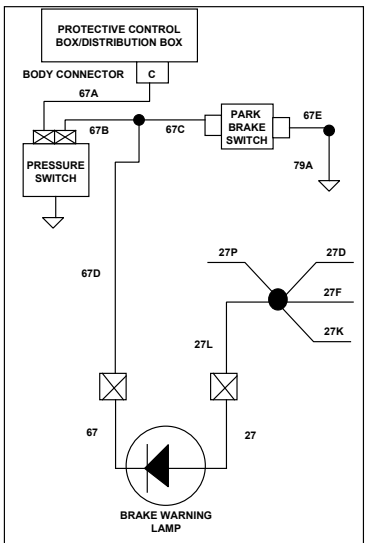 PROTECTIVE CONTROL
BOX/DISTRIBUTION BOX
BODY CONNECTOR
C
67A
67B
67C
PARK
BRAKE
SWITCH
67E
PRESSURE
SWITCH
79A
67D
27P
27D
27F
27K
27L
67
27
BRAKE WARNING
LAMP